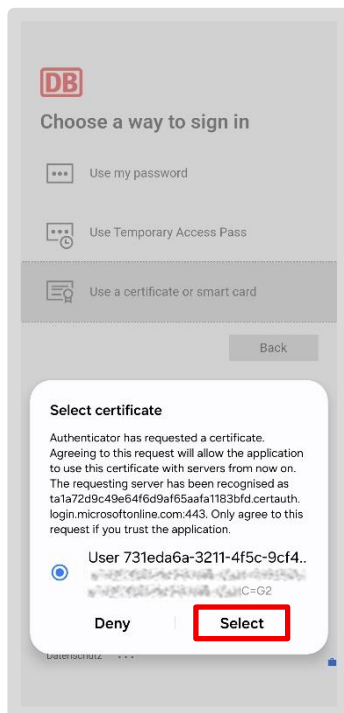 DB
Choose a way to sign in
Use my password
Use Temporary Access Pass
Use a certificate or smart card
Back
Select certificate
Authenticator has requested a certificate.
Agreeing to this request will allow the application
to use this certificate with servers from now on.
The requesting server has been recognised as
ta1a72d9c49e64f6d9af65aafa1183bfd.certauth.
login.microsoftonline.com:443. Only agree to this
request if you trust the application.
User 731eda6a-3211-4f5c-9cf4..
C=G2
Deny Select
Datenschutz ...